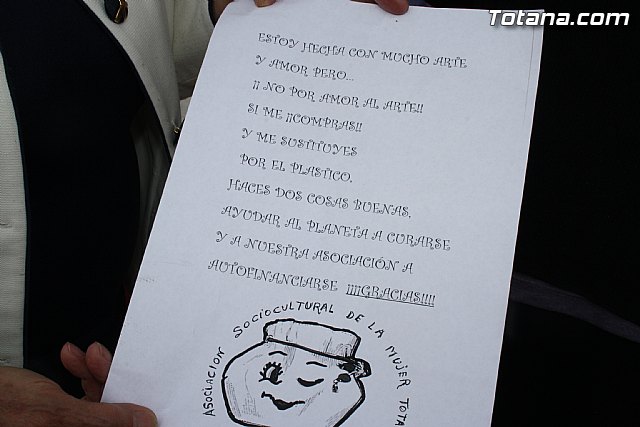 Totana.com
ESTOY HECHA CON MUCHO ARTE
Y AMOR PERO...
¡¡ NO POR AMOR AL ARTE!!
SI ME ¡¡COMPRAS!!
Y ME SUSTITUYES
POR EL PLASTICO.
HACES DOS COSAS BUENAS,
AYUDAR AL PLANETA A CURARSE
Y A NUESTRA ASOCIACIÓN A
AUTOFINANCIARSE ¡¡¡¡GRACIAS!!!!
ASOCIACION SOCIOCULTURAL DE LA MUJER TOTA